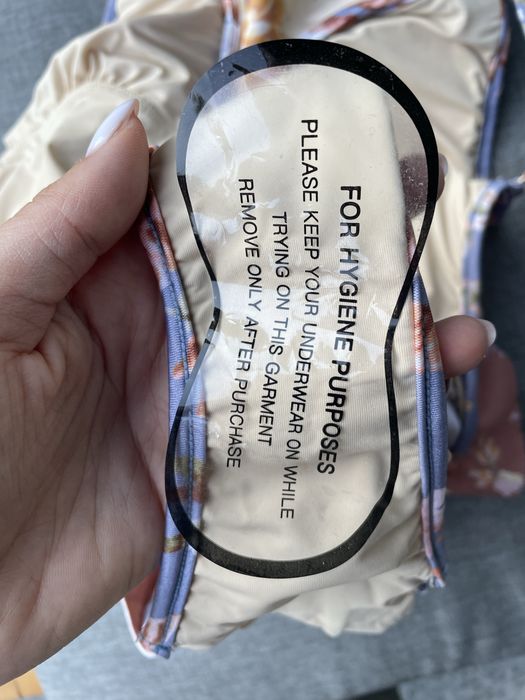 FOR HYGIENE PURPOSES
PLEASE KEEP YOUR UNDERWEAR ON WHILE
TRYING ON THIS GARMENT
REMOVE ONLY AFTER PURCHASE